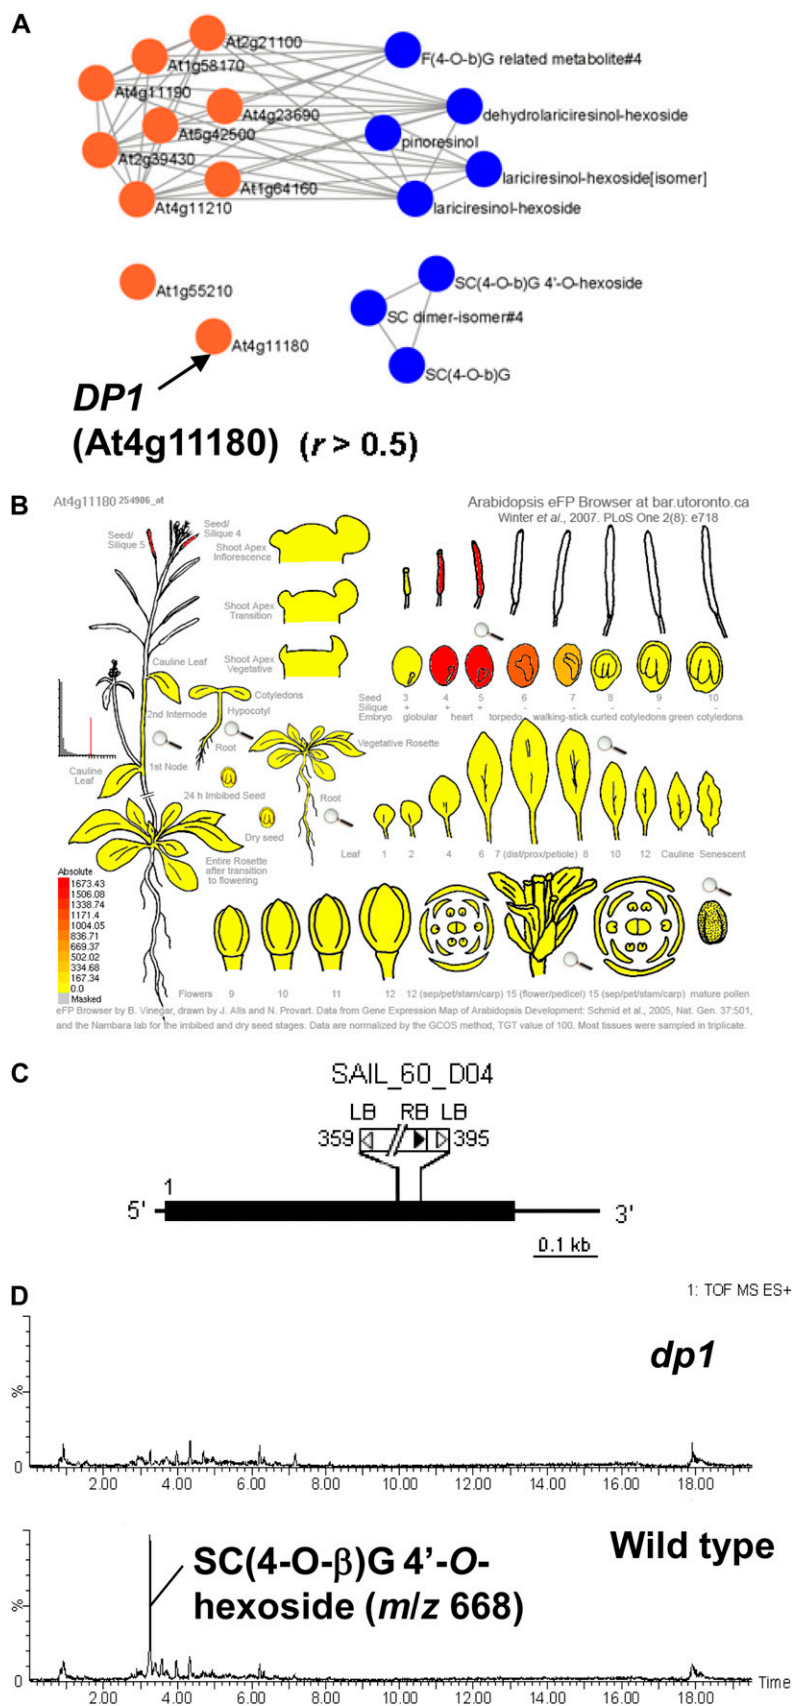 A
At2g21100
At1g58170
F(4-O-b)G related metabolite#4
At4g11190
At4g23690
dehydrolariciresinol-hexoside
At5g42500
pinoresinol
At2g39430
lariciresinol-hexoside[isomer]
At1g64160
At4g11210
lariciresinol-hexoside
At1g55210
SC(4-O-b)G 4'-O-hexoside
SC dimer-isomer#4
At4g11180
SC(4-O-b)G
DP1
(At4g11180) (r > 0.5)
B
At4g11180 254906_at
Arabidopsis eFP Browser at bar.utoronto.ca
Winter et al., 2007. PLoS One 2(8): e718
Seed/
Silique 5
Seed/
Silique 4
Shoot Apex
Inflorescence
Shoot Apex
Transition
Shoot Apex
Vegetative
Cauline Leaf
Cotyledons
Hypocotyl
2nd Internode
Root
1st Node
Cauline
Leaf
24 h Imbibed Seed
Dry seed
Vegetative Rosette
Root
Entire Rosette
after transition
to flowering
Seed 3 4 5 6 7 8 9 10
Silique + + + - - - - -
Embryo globular heart torpedo walking-stick curled cotyledons green cotyledons
Leaf 1 2 4 6 7 (dist/prox/petiole) 8 10 12 Cauline Senescent
Absolute
1673.43
1506.08
1338.74
1171.4
1004.05
836.71
669.37
502.02
334.68
167.34
0.0
Masked
Flowers 9 10 11 12 12 (sep/pet/stam/carp) 15 (flower/pedicel) 15 (sep/pet/stam/carp) mature pollen
eFP Browser by B. Vinegar, drawn by J. Alls and N. Provart. Data from Gene Expression Map of Arabidopsis Development: Schmid et al., 2005, Nat. Gen. 37:501,
and the Nambara lab for the imbibed and dry seed stages. Data are normalized by the GCOS method, TGT value of 100. Most tissues were sampled in triplicate.
C
SAIL_60_D04
LB RB LB
359 395
1
5' 3'
0.1 kb
D
1: TOF MS ES+
dp1
%
0
2.00 4.00 6.00 8.00 10.00 12.00 14.00 16.00 18.00
Wild type
SC(4-O-β)G 4'-O-
hexoside (m/z 668)
%
0
Time
2.00 4.00 6.00 8.00 10.00 12.00 14.00 16.00 18.00